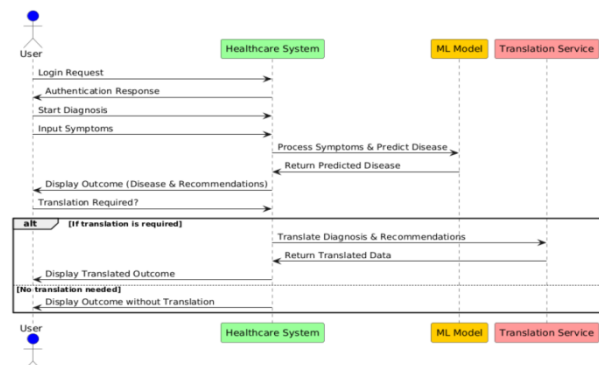 User
Healthcare System
ML Model
Translation Service
Login Request
Authentication Response
Start Diagnosis
Input Symptoms
Process Symptoms & Predict Disease
Return Predicted Disease
Display Outcome (Disease & Recommendations)
Translation Required?
alt [If translation is required]
Translate Diagnosis & Recommendations
Return Translated Data
Display Translated Outcome
[No translation needed]
Display Outcome without Translation
User
Healthcare System
ML Model
Translation Service